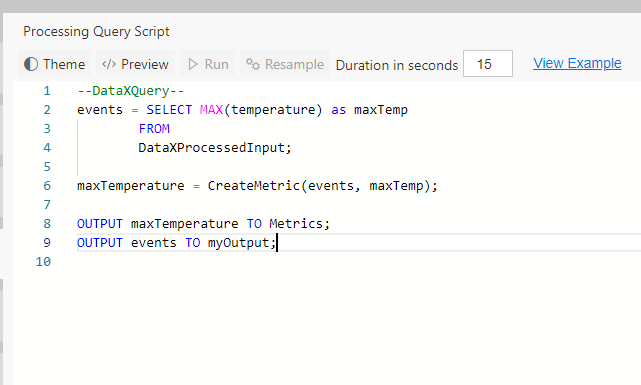 Processing Query Script
Theme </> Preview Run Resample Duration in seconds 15 View Example
1 --DataXQuery--
2 events = SELECT MAX(temperature) as maxTemp
3 FROM
4 DataXProcessedInput;
5
6 maxTemperature = CreateMetric(events, maxTemp);
7
8 OUTPUT maxTemperature TO Metrics;
9 OUTPUT events TO myOutput;
10